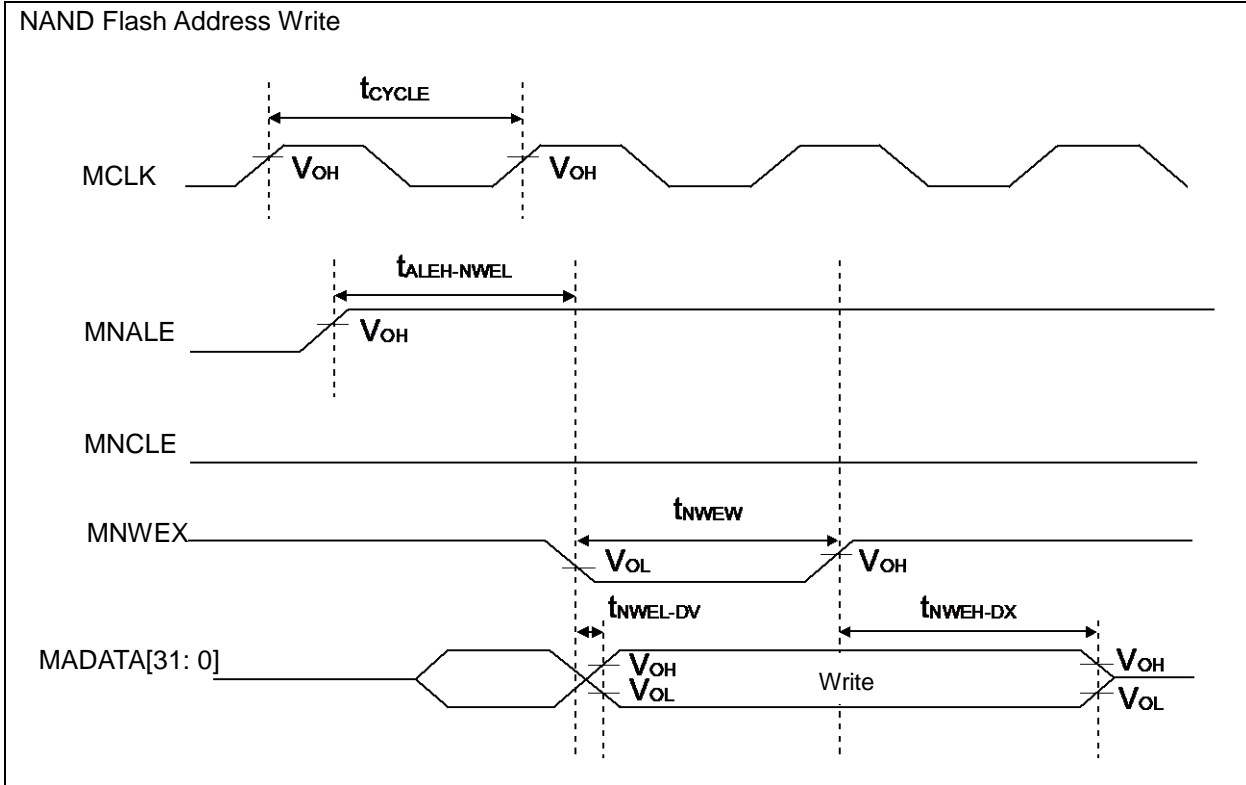 NAND Flash Address Write
tCYCLE
MCLK
VOH
VOH
tALEH-NWEL
MNALE
VOH
MNCLE
tNWEW
MNWEX
VOL
VOH
tNWEL-DV
tNWEH-DX
MADATA[31: 0]
VOH
VOL
Write
VOH
VOL